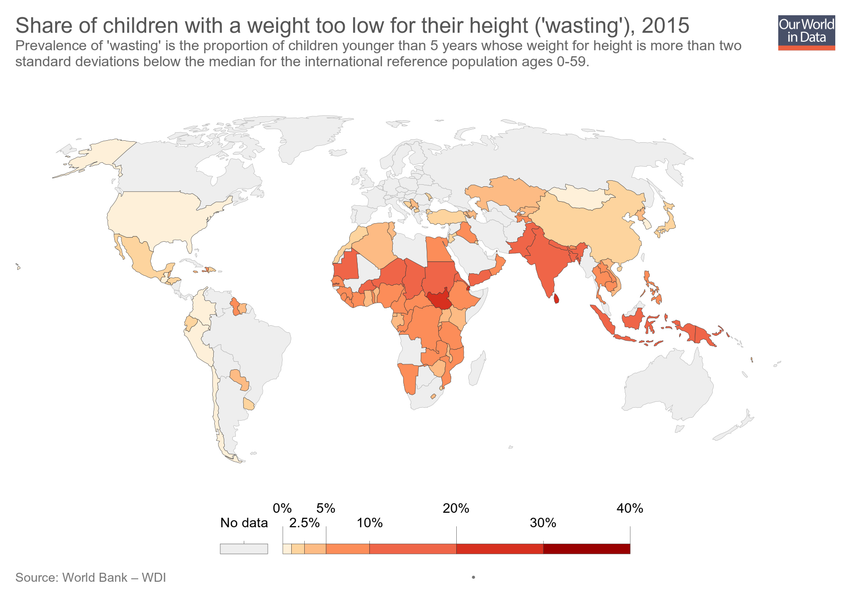 Share of children with a weight too low for their height ('wasting'), 2015
Our World
in Data
Prevalence of 'wasting' is the proportion of children younger than 5 years whose weight for height is more than two
standard deviations below the median for the international reference population ages 0-59.
0% 5% 20% 40%
No data 2.5% 10% 30%
Source: World Bank – WDI